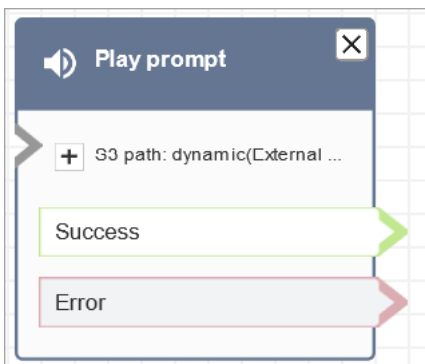 Play prompt
S3 path: dynamic(External ...
Success
Error